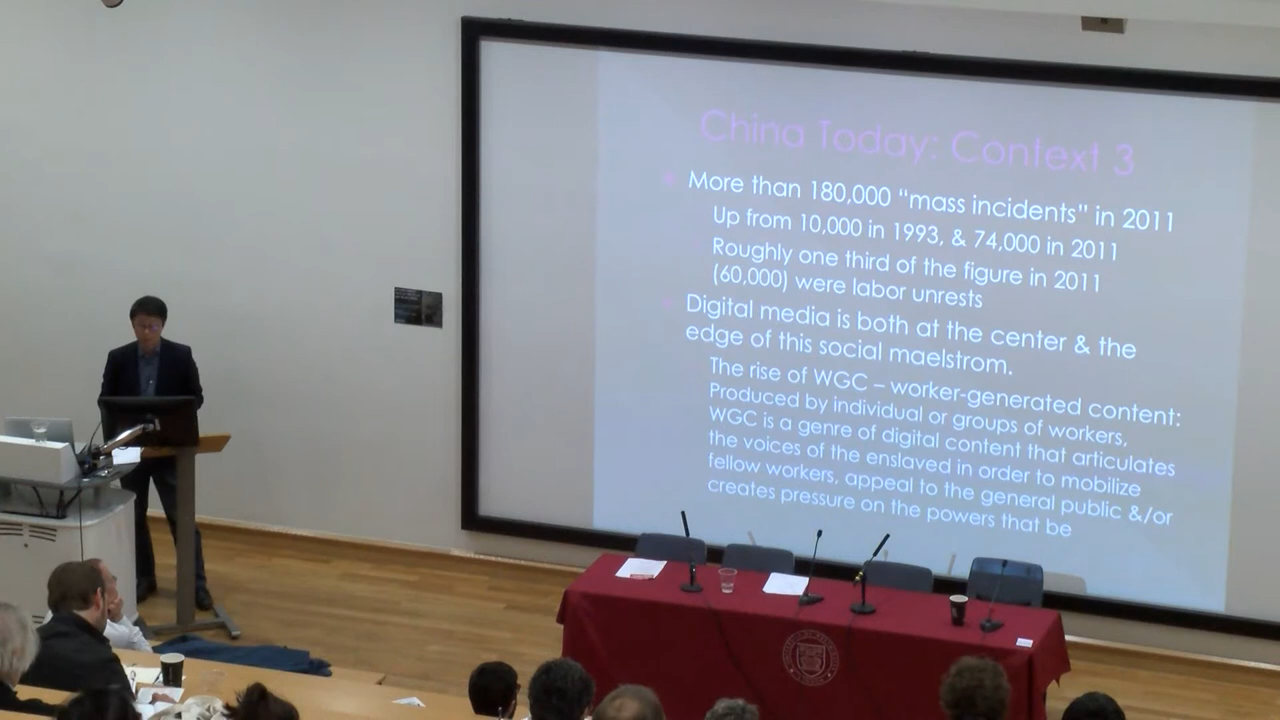 China Today: Context 3
More than 180,000 “mass incidents” in 2011
Up from 10,000 in 1993, & 74,000 in 2011
Roughly one third of the figure in 2011
(60,000) were labor unrests
Digital media is both at the center & the
edge of this social maelstrom.
The rise of WGC – worker-generated content:
Produced by individual or groups of workers,
WGC is a genre of digital content that articulates
the voices of the enslaved in order to mobilize
fellow workers, appeal to the general public &/or
creates pressure on the powers that be